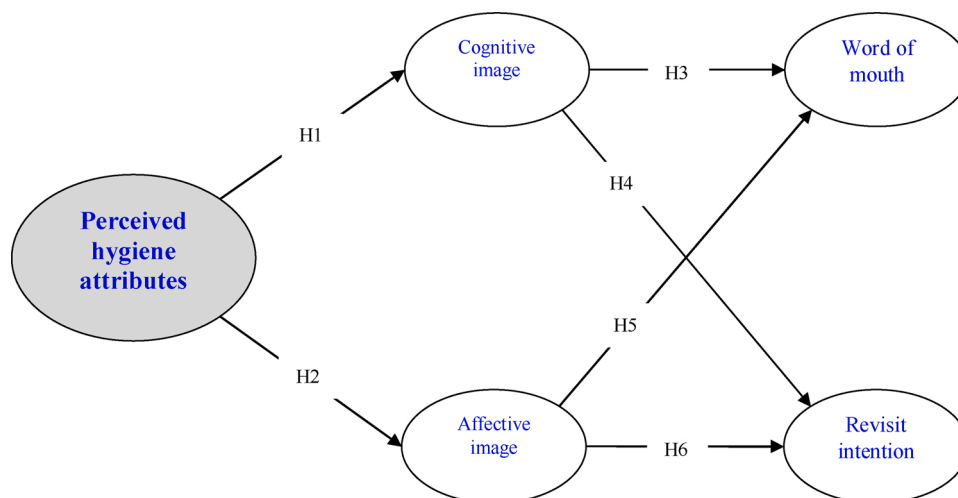 Cognitive
image
Word of
mouth
H3
H1
H4
Perceived
hygiene
attributes
H5
H2
Affective
image
H6
Revisit
intention